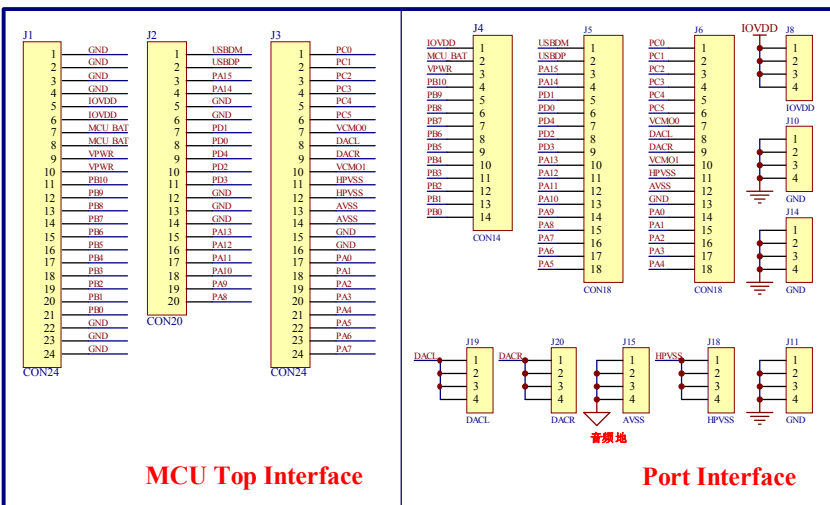 J1
1 GND
2 GND
3 GND
4 GND
5 IOVDD
6 IOVDD
7 MCU_BAT
8 MCU_BAT
9 VPWR
10 VPWR
11 PB10
12 PB9
13 PB8
14 PB7
15 PB6
16 PB5
17 PB4
18 PB3
19 PB2
20 PB1
21 PB0
22 GND
23 GND
24 GND
CON24
J2
1 USBDM
2 USBDP
3 PA15
4 PA14
5 GND
6 GND
7 PD1
8 PD0
9 PD4
10 PD2
11 PD3
12 GND
13 GND
14 GND
15 PA13
16 PA12
17 PA11
18 PA10
19 PA9
20 PA8
CON20
J3
1 PC0
2 PC1
3 PC2
4 PC3
5 PC4
6 PC5
7 VCMO0
8 DACL
9 DACR
10 VCMO1
11 HPVSS
12 HPVSS
13 AVSS
14 AVSS
15 GND
16 GND
17 PA0
18 PA1
19 PA2
20 PA3
21 PA4
22 PA5
23 PA6
24 PA7
CON24
MCU Top Interface
J4
IOVDD 1
MCU_BAT 2
VPWR 3
PB10 4
PB9 5
PB8 6
PB7 7
PB6 8
PB5 9
PB4 10
PB3 11
PB2 12
PB1 13
PB0 14
CON14
J5
USBDM 1
USBDP 2
PA15 3
PA14 4
PD1 5
PD0 6
PD4 7
PD2 8
PD3 9
PA13 10
PA12 11
PA11 12
PA10 13
PA9 14
PA8 15
PA7 16
PA6 17
PA5 18
CON18
J6
PC0 1
PC1 2
PC2 3
PC3 4
PC4 5
PC5 6
VCMO0 7
DACL 8
DACR 9
VCMO1 10
HPVSS 11
AVSS 12
GND 13
PA0 14
PA1 15
PA2 16
PA3 17
PA4 18
CON18
IOVDD J8
1
2
3
4
IOVDD
J10
1
2
3
4
GND
J14
1
2
3
4
GND
J19
DACL 1
2
3
4
DACL
J20
DACR 1
2
3
4
DACR
J15
1
2
3
4
AVSS
音频地
J18
HPVSS 1
2
3
4
HPVSS
J11
1
2
3
4
GND
Port Interface